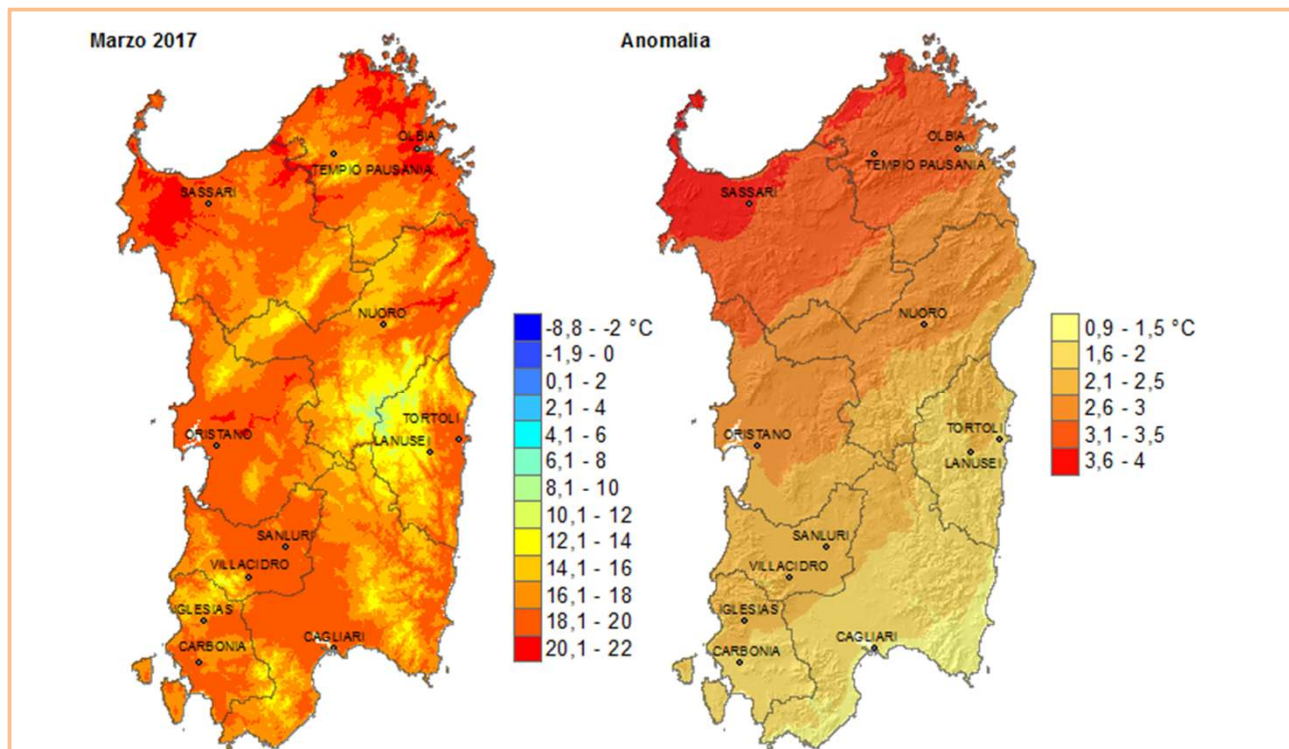 Marzo 2017
OLBIA
TEMPIO PAUSANIA
SASSARI
NUORO
TORTOLI
ORISTANO
LANUSEI
SANLURI
VILLACIDRO
IGLESIAS
CARBONIA
CAGLIARI
-8,8 - -2 °C
-1,9 - 0
0,1 - 2
2,1 - 4
4,1 - 6
6,1 - 8
8,1 - 10
10,1 - 12
12,1 - 14
14,1 - 16
16,1 - 18
18,1 - 20
20,1 - 22
Anomalia
OLBIA
TEMPIO PAUSANIA
SASSARI
NUORO
TORTOLI
ORISTANO
LANUSEI
SANLURI
VILLACIDRO
IGLESIAS
CARBONIA
CAGLIARI
0,9 - 1,5 °C
1,6 - 2
2,1 - 2,5
2,6 - 3
3,1 - 3,5
3,6 - 4